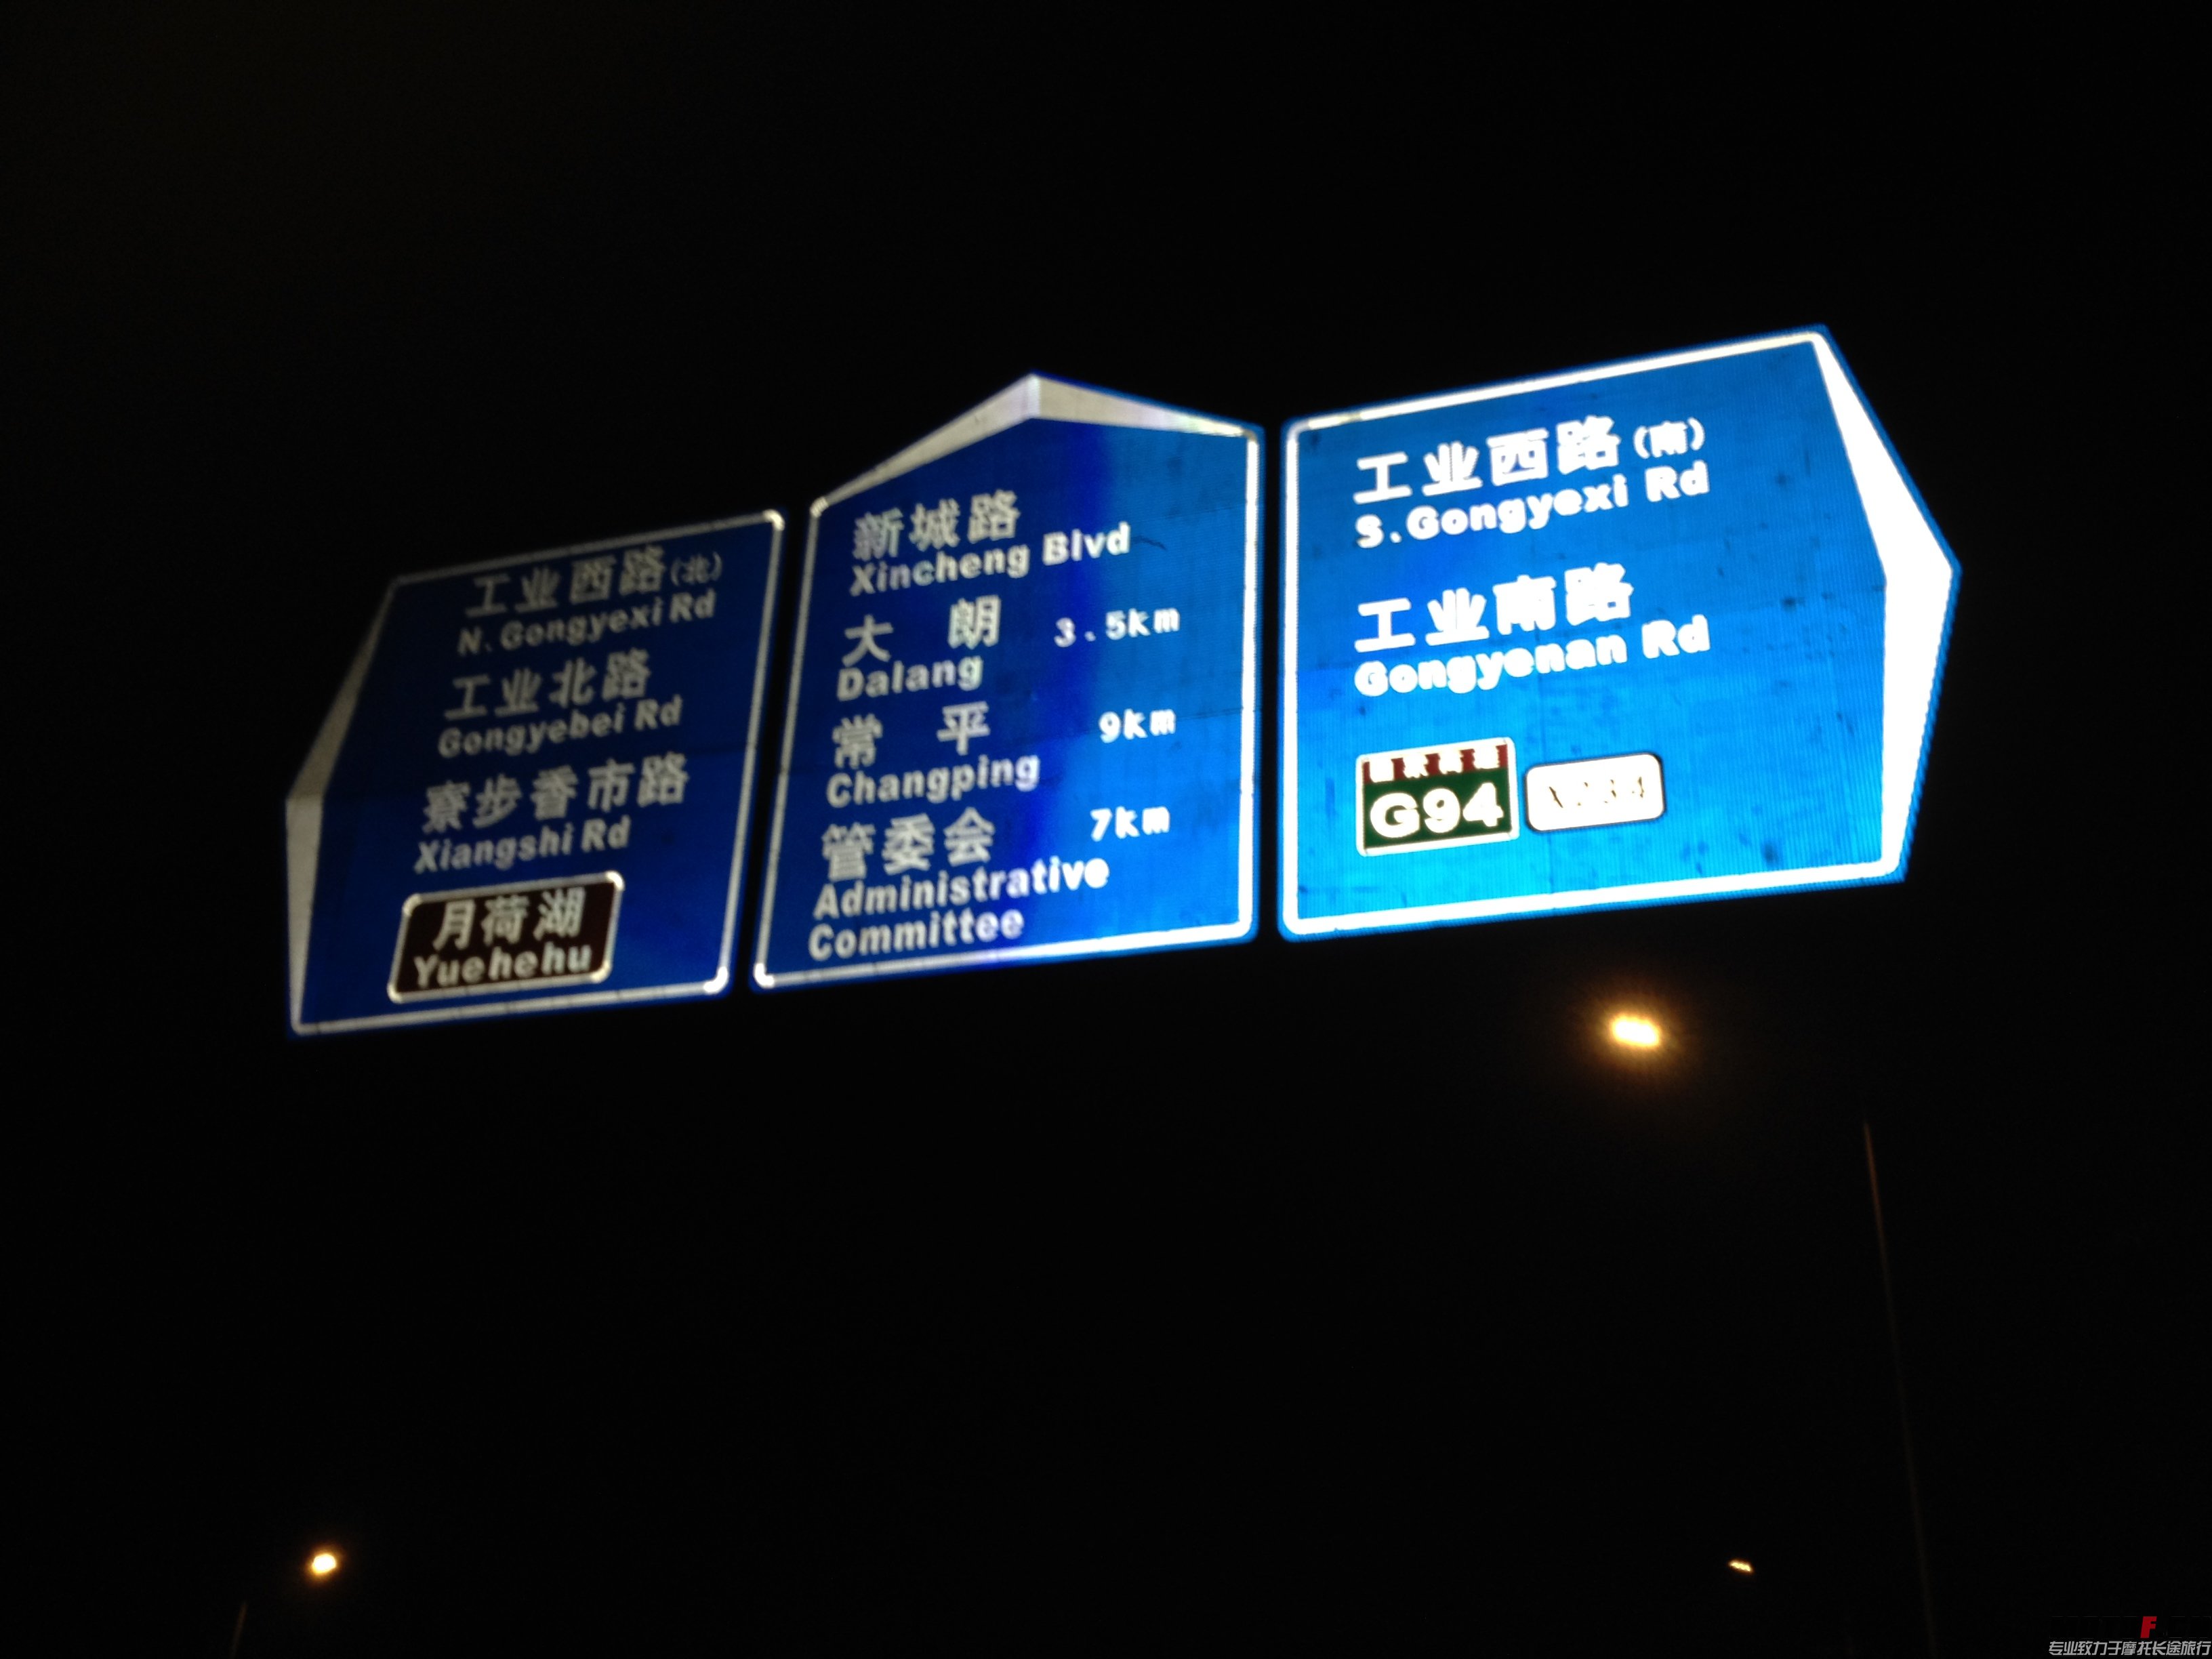 工业西路(北)
N. Gongyexi Rd
工业北路
Gongyebei Rd
寮步香市路
Xiangshi Rd
月荷湖
Yuehehu
新城路
Xincheng Blvd
大朗 3.5km
Dalang
常平 9km
Changping
管委会 7km
Administrative
Committee
工业西路(南)
S.Gongyexi Rd
工业南路
Gongyenan Rd
G94
F
专业致力于摩托长途旅行